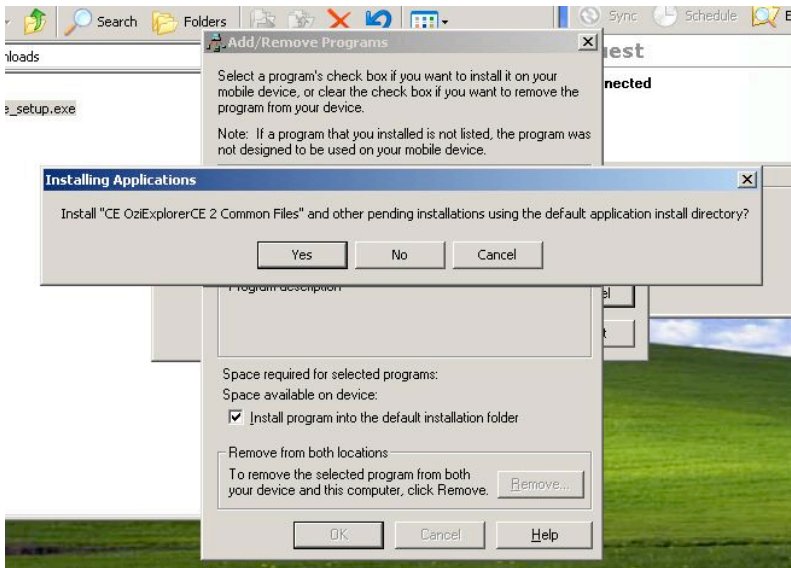 Search
Folders
Sync
Schedule
Add/Remove Programs
Select a program's check box if you want to install it on your
mobile device, or clear the check box if you want to remove the
program from your device.
Note: If a program that you installed is not listed, the program was
not designed to be used on your mobile device.
Installing Applications
Install "CE OziExplorerCE 2 Common Files" and other pending installations using the default application install directory?
Yes
No
Cancel
Program description
Space required for selected programs:
Space available on device:
Install program into the default installation folder
Remove from both locations
To remove the selected program from both
your device and this computer, click Remove.
Remove...
OK
Cancel
Help